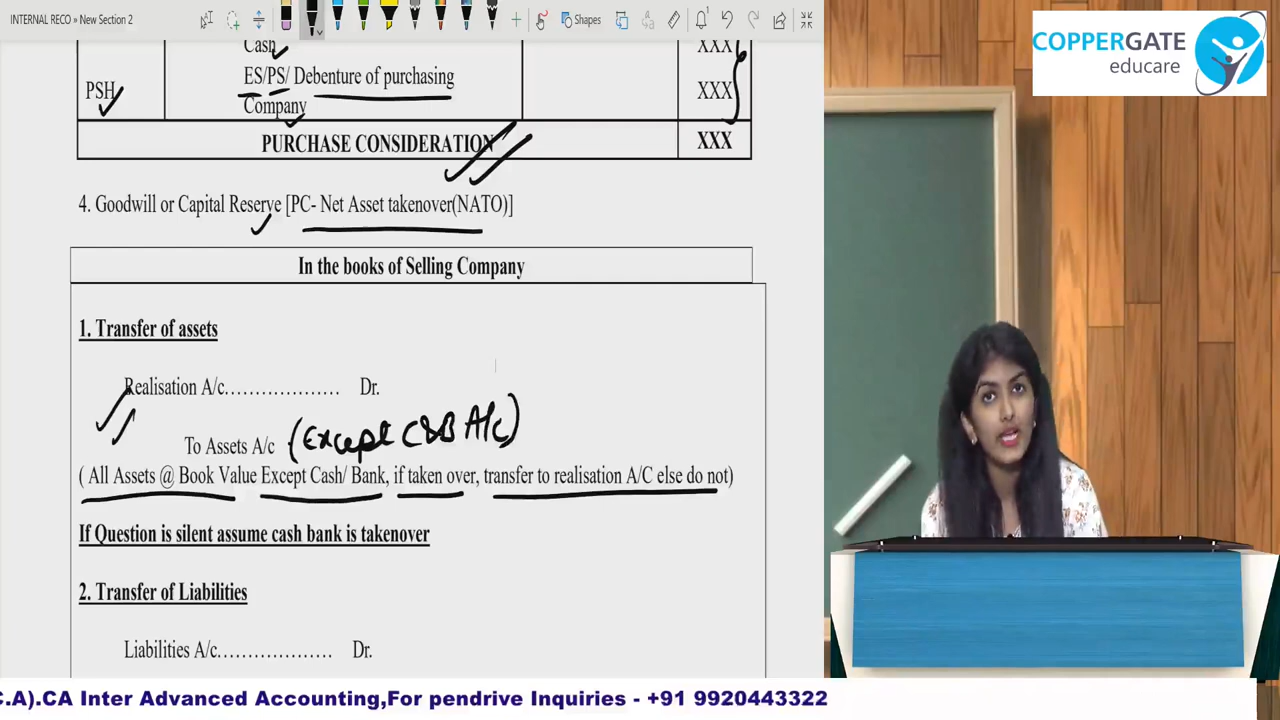 INTERNAL RECO » New Section 2
Shapes
COPPERGATE
educare
Cash
XXX
ES/PS/ Debenture of purchasing
PSH
XXX
Company
PURCHASE CONSIDERATION
XXX
4. Goodwill or Capital Reserve [PC- Net Asset takenover(NATO)]
In the books of Selling Company
1. Transfer of assets
Realisation A/c………………… Dr.
To Assets A/c (Except C&B A/c)
( All Assets @ Book Value Except Cash/ Bank, if taken over, transfer to realisation A/C else do not)
If Question is silent assume cash bank is takenover
2. Transfer of Liabilities
Liabilities A/c………………… Dr.
C.A).CA Inter Advanced Accounting,For pendrive Inquiries - +91 9920443322